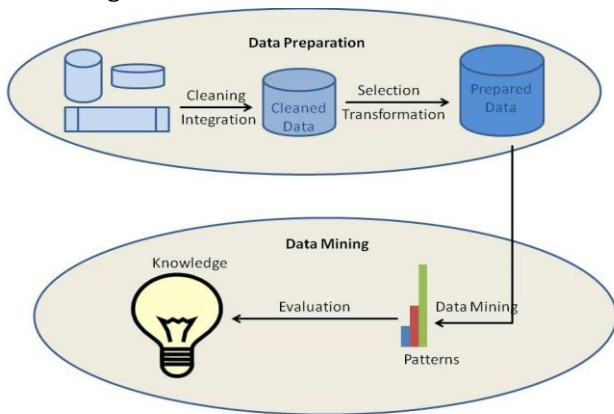 Data Preparation
Cleaning
Integration
Cleaned
Data
Selection
Transformation
Prepared
Data
Data Mining
Knowledge
Evaluation
Data Mining
Patterns